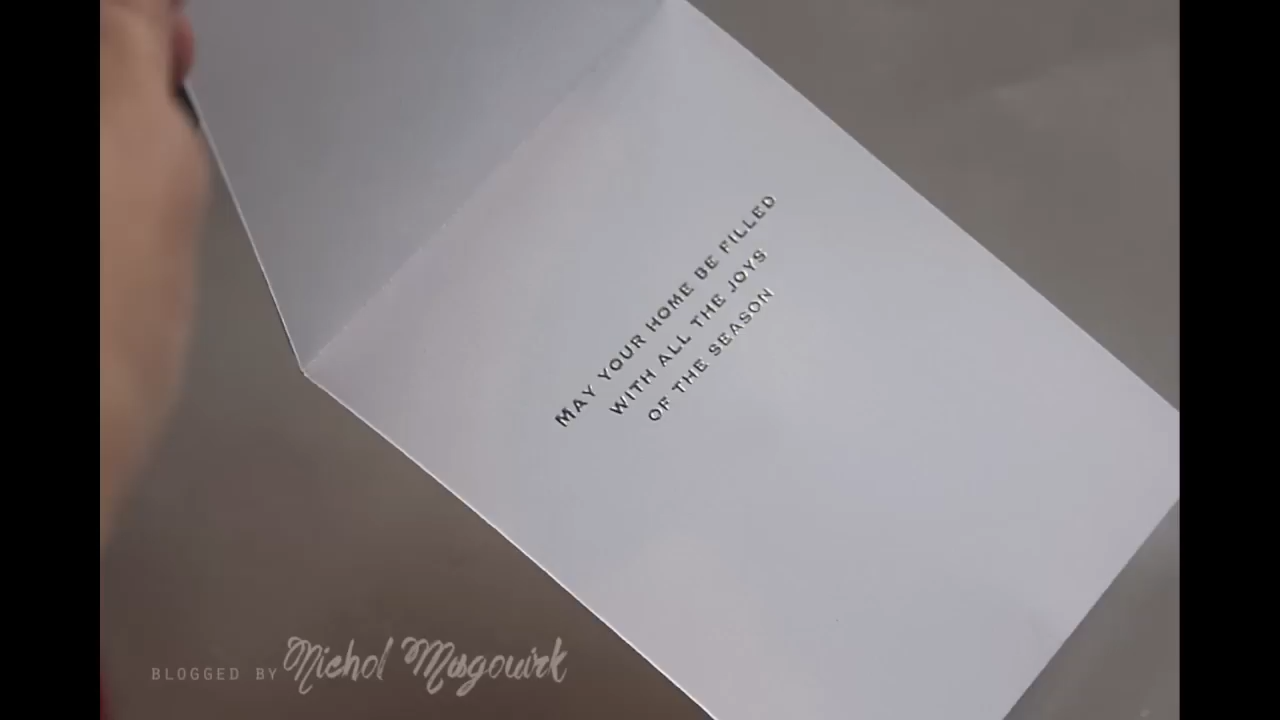 MAY YOUR HOME BE FILLED
WITH ALL THE JOYS
OF THE SEASON
BLOGGED BY Nichol Magouirk